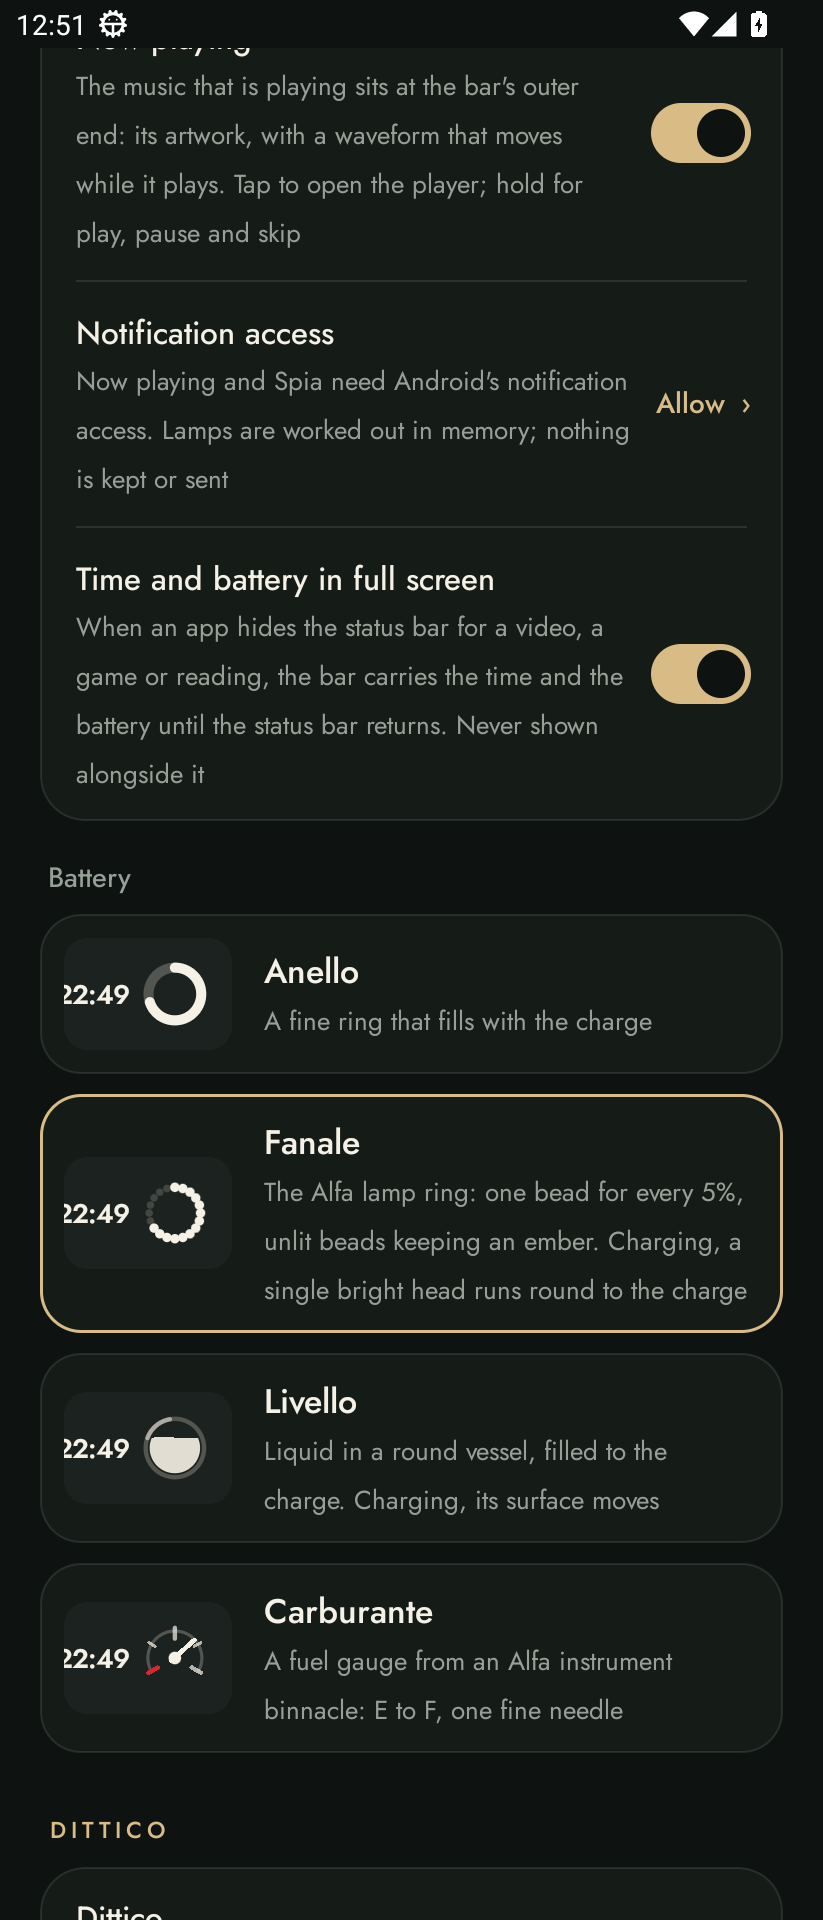 12:51
Now playing
The music that is playing sits at the bar's outer
end: its artwork, with a waveform that moves
while it plays. Tap to open the player; hold for
play, pause and skip
Notification access
Now playing and Spia need Android's notification
access. Lamps are worked out in memory; nothing
is kept or sent
Allow ›
Time and battery in full screen
When an app hides the status bar for a video, a
game or reading, the bar carries the time and the
battery until the status bar returns. Never shown
alongside it
Battery
22:49
Anello
A fine ring that fills with the charge
22:49
Fanale
The Alfa lamp ring: one bead for every 5%,
unlit beads keeping an ember. Charging, a
single bright head runs round to the charge
22:49
Livello
Liquid in a round vessel, filled to the
charge. Charging, its surface moves
22:49
Carburante
A fuel gauge from an Alfa instrument
binnacle: E to F, one fine needle
DITTICO
Dittico